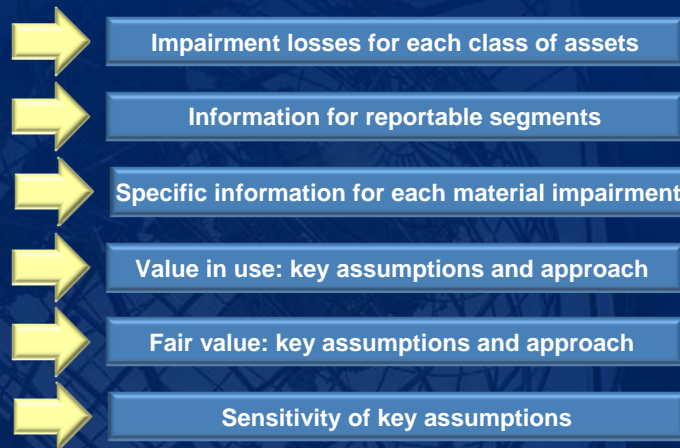 Impairment losses for each class of assets
Information for reportable segments
Specific information for each material impairment
Value in use: key assumptions and approach
Fair value: key assumptions and approach
Sensitivity of key assumptions